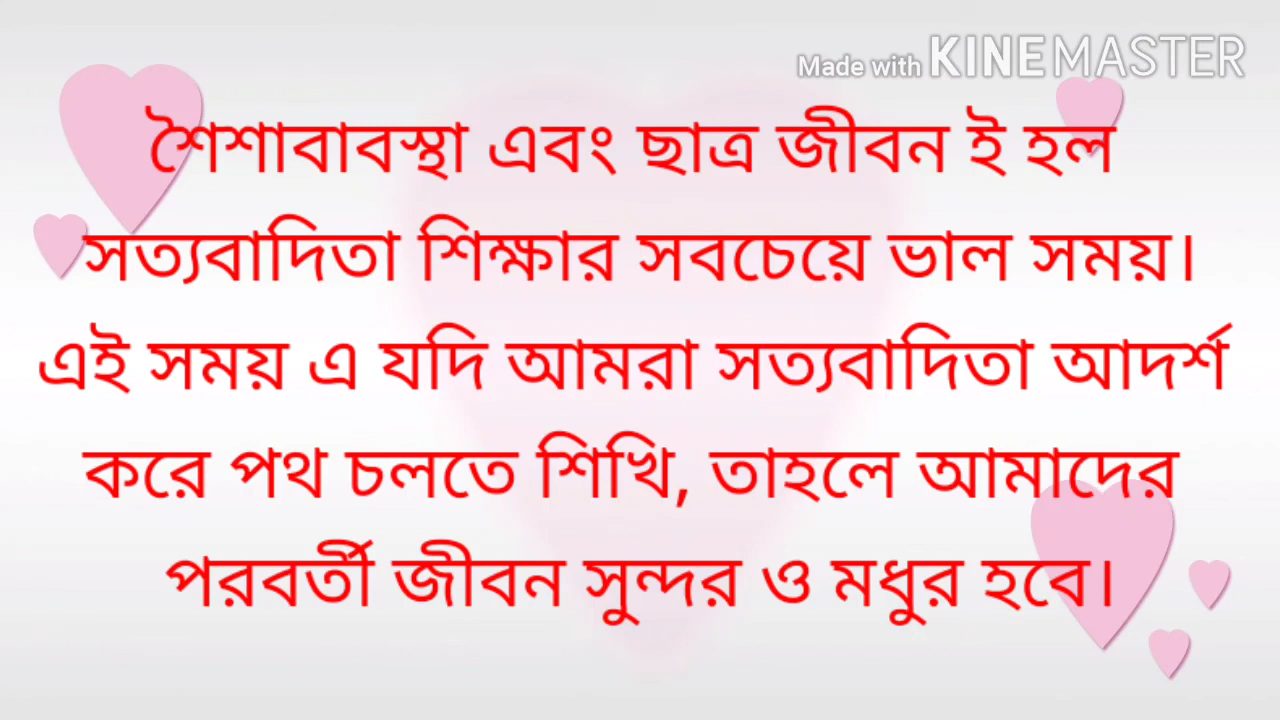 Made with KINEMASTER
শৈশাবাবস্থা এবং ছাত্র জীবন ই হল
সত্যবাদিতা শিক্ষার সবচেয়ে ভাল সময়।
এই সময় এ যদি আমরা সত্যবাদিতা আদর্শ
করে পথ চলতে শিখি, তাহলে আমাদের
পরবর্তী জীবন সুন্দর ও মধুর হবে।